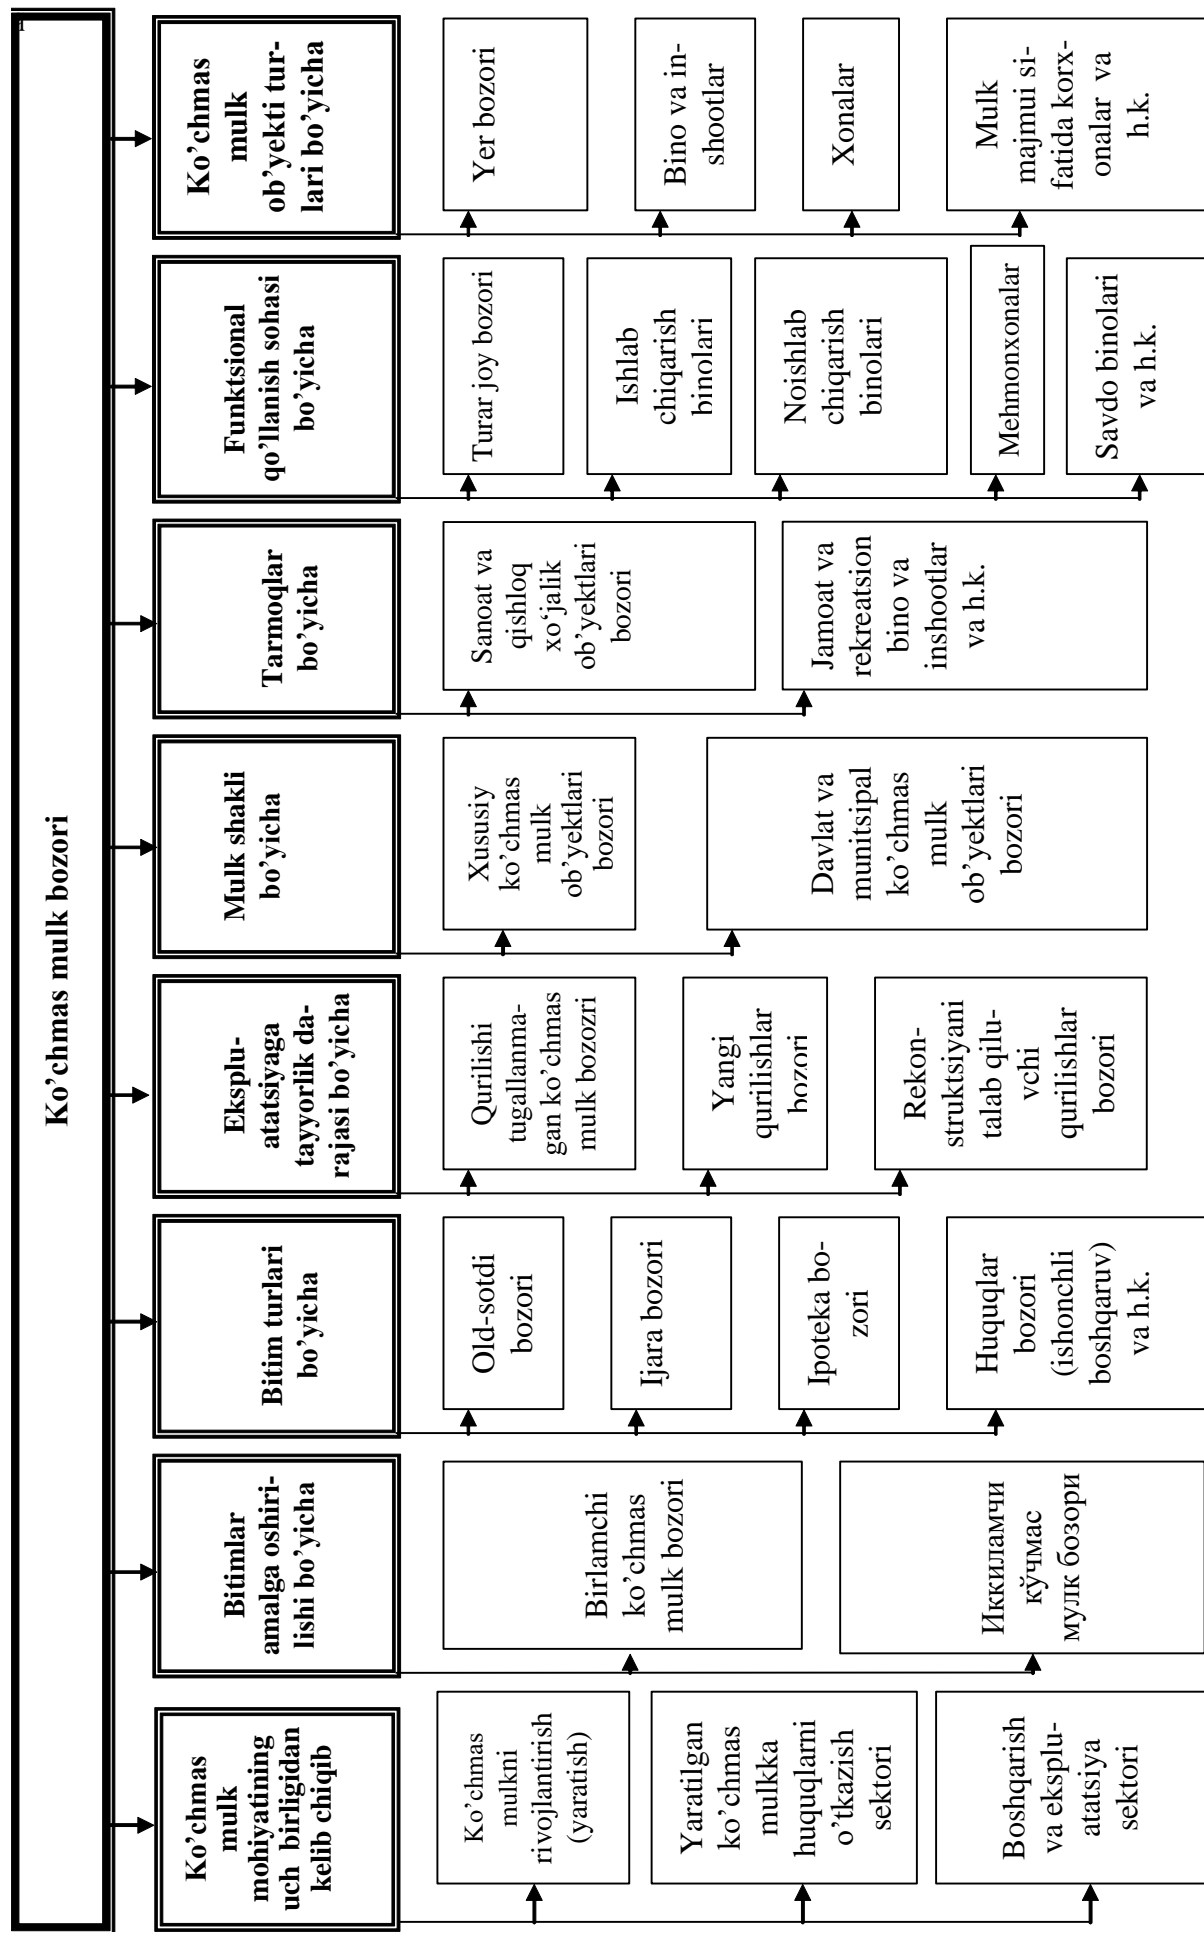 Ko’chmas mulk bozori
Ko’chmas
mulk
mohiyatining
uch birligidan
kelib chiqib
Ko’chmas
mulkni
rivojlantirish
(yaratish)
Yaratilgan
ko’chmas
mulkka
huquqlarni
o’tkazish
sektori
Boshqarish
va eksplu-
atatsiya
sektori
Bitimlar
amalga oshiri-
lishi bo’yicha
Birlamchi
ko’chmas
mulk bozori
Иккиламчи
кўчмас
мулк бозори
Bitim turlari
bo’yicha
Old-sotdi
bozori
Ijara bozori
Ipoteka bo-
zori
Huquqlar
bozori
(ishonchli
boshqaruv)
va h.k.
Eksplu-
atatsiyaga
tayyorlik da-
rajasi bo’yicha
Qurilishi
tugallanma-
gan ko’chmas
mulk bozozri
Yangi
qurilishlar
bozori
Rekon-
struktsiyani
talab qilu-
vchi
qurilishlar
bozori
Mulk shakli
bo’yicha
Xususiy
ko’chmas
mulk
ob’yektlari
bozori
Davlat va
munitsipal
ko’chmas
mulk
ob’yektlari
bozori
Tarmoqlar
bo’yicha
Sanoat va
qishloq
xo‘jalik
ob’yektlari
bozori
Jamoat va
rekreatsion
bino va
inshootlar
va h.k.
Funktsional
qo’llanish sohasi
bo’yicha
Turar joy bozori
Ishlab
chiqarish
binolari
Noishlab
chiqarish
binolari
Mehmonxonalar
Savdo binolari
va h.k.
Ko’chmas
mulk
ob’yekti tur-
lari bo’yicha
Yer bozori
Bino va in-
shootlar
Xonalar
Mulk
majmui si-
fatida korx-
onalar va
h.k.